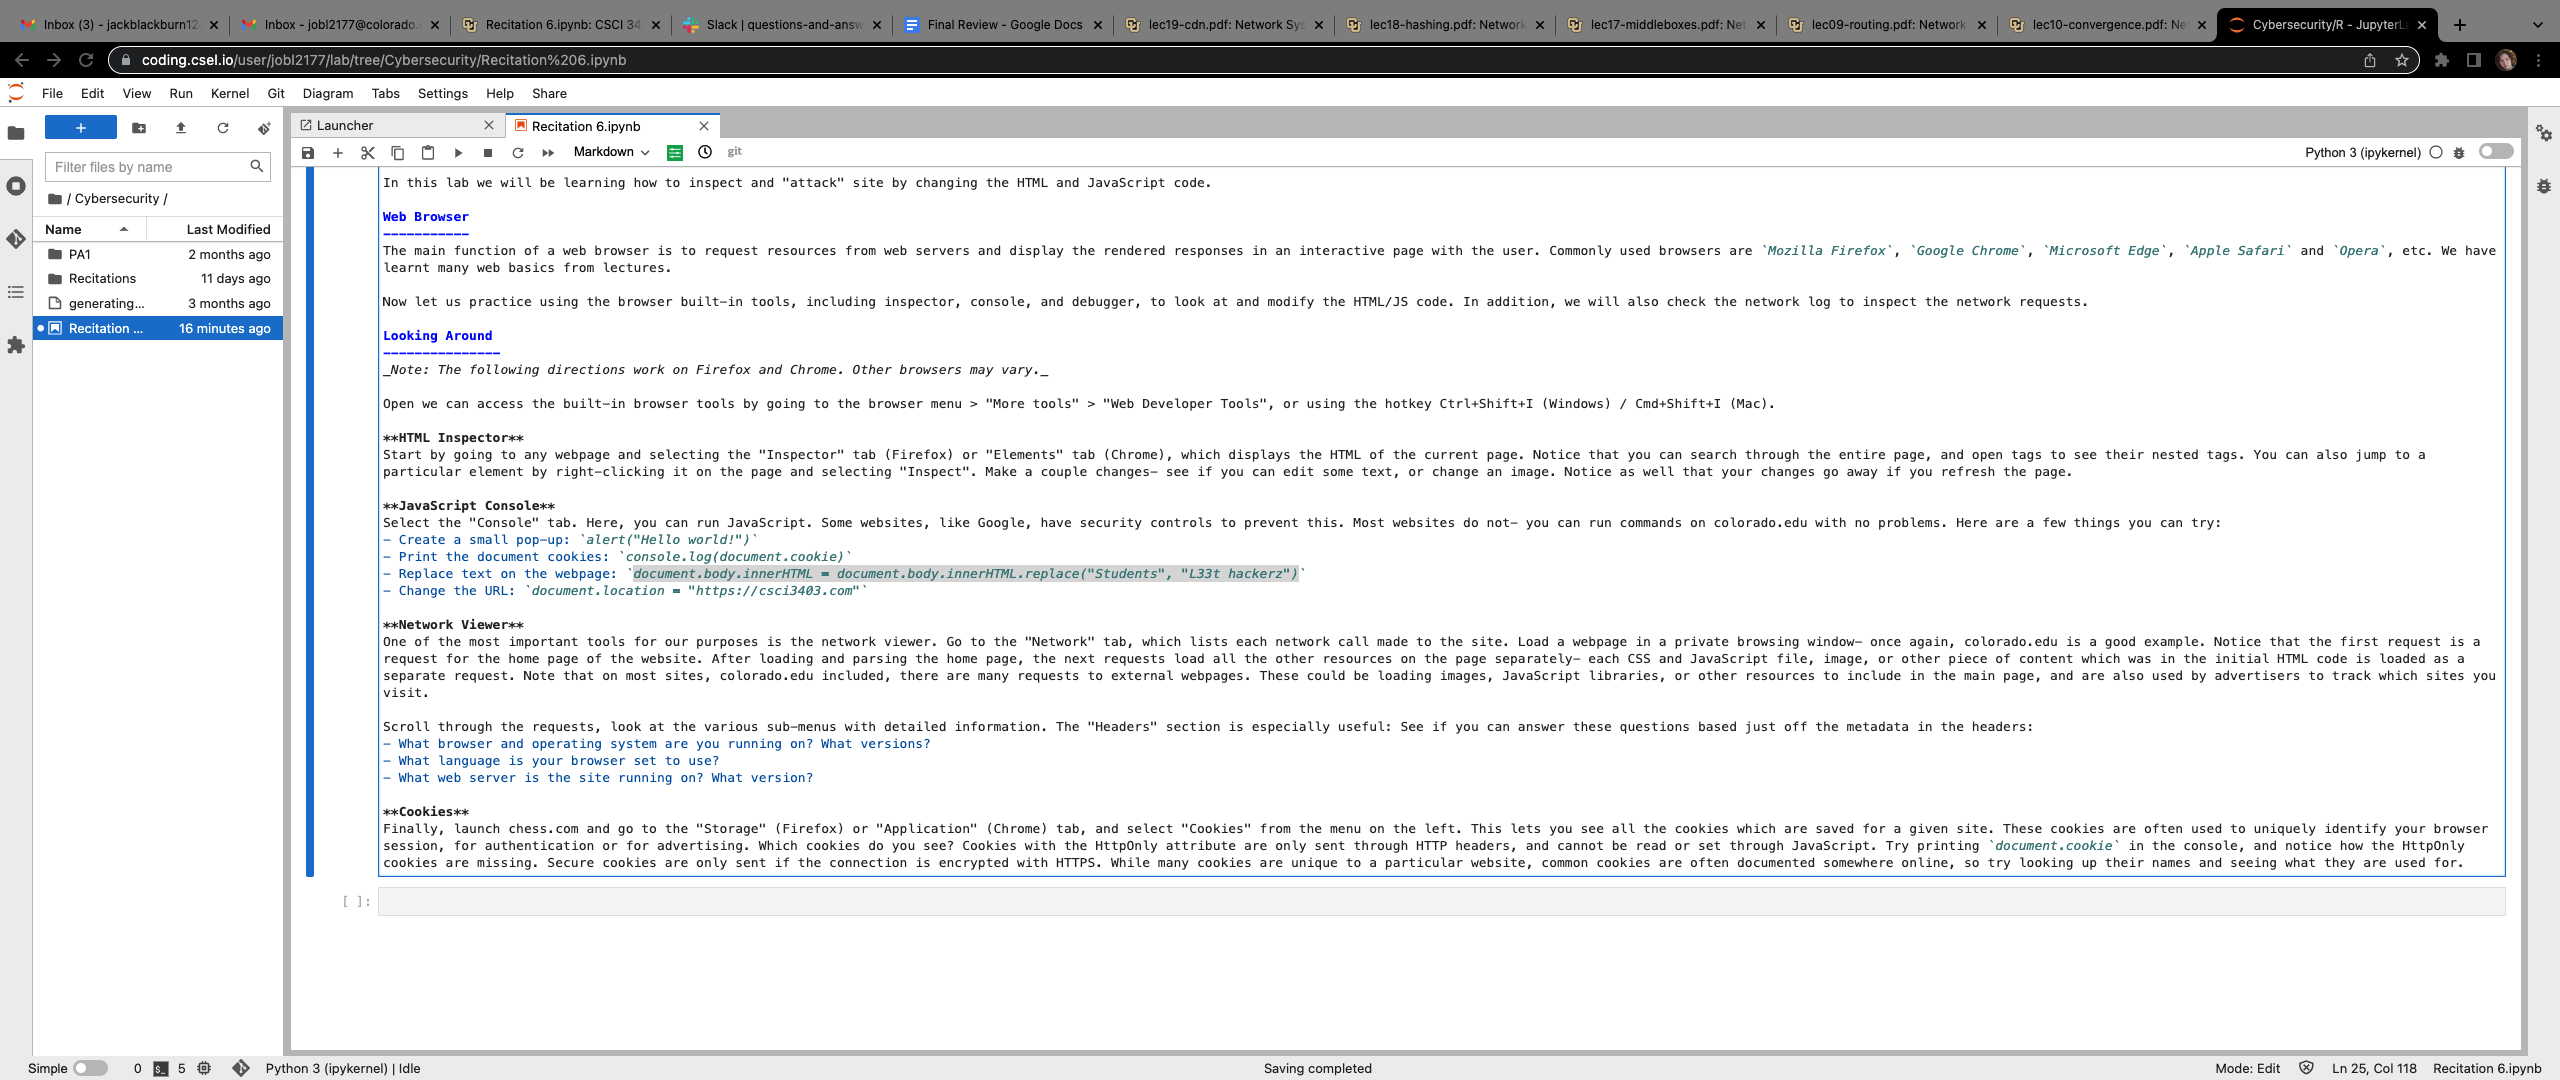 Inbox (3) - jackblackburn12
Inbox - jobl2177@colorado.
Recitation 6.ipynb: CSCI 34
Slack | questions-and-answ
Final Review - Google Docs
lec19-cdn.pdf: Network Sys
lec18-hashing.pdf: Network
lec17-middleboxes.pdf: Net
lec09-routing.pdf: Network
lec10-convergence.pdf: Ne
Cybersecurity/R - JupyterL
coding.csel.io/user/jobl2177/lab/tree/Cybersecurity/Recitation%206.ipynb
File Edit View Run Kernel Git Diagram Tabs Settings Help Share
Launcher
Recitation 6.ipynb
Markdown
git
Python 3 (ipykernel)
Filter files by name
/ Cybersecurity /
Name Last Modified
PA1 2 months ago
Recitations 11 days ago
generating... 3 months ago
Recitation ... 16 minutes ago
In this lab we will be learning how to inspect and "attack" site by changing the HTML and JavaScript code.
Web Browser
-----------
The main function of a web browser is to request resources from web servers and display the rendered responses in an interactive page with the user. Commonly used browsers are `Mozilla Firefox`, `Google Chrome`, `Microsoft Edge`, `Apple Safari` and `Opera`, etc. We have
learnt many web basics from lectures.
Now let us practice using the browser built-in tools, including inspector, console, and debugger, to look at and modify the HTML/JS code. In addition, we will also check the network log to inspect the network requests.
Looking Around
---------------
_Note: The following directions work on Firefox and Chrome. Other browsers may vary._
Open we can access the built-in browser tools by going to the browser menu > "More tools" > "Web Developer Tools", or using the hotkey Ctrl+Shift+I (Windows) / Cmd+Shift+I (Mac).
**HTML Inspector**
Start by going to any webpage and selecting the "Inspector" tab (Firefox) or "Elements" tab (Chrome), which displays the HTML of the current page. Notice that you can search through the entire page, and open tags to see their nested tags. You can also jump to a
particular element by right-clicking it on the page and selecting "Inspect". Make a couple changes- see if you can edit some text, or change an image. Notice as well that your changes go away if you refresh the page.
**JavaScript Console**
Select the "Console" tab. Here, you can run JavaScript. Some websites, like Google, have security controls to prevent this. Most websites do not- you can run commands on colorado.edu with no problems. Here are a few things you can try:
- Create a small pop-up: `alert("Hello world!")`
- Print the document cookies: `console.log(document.cookie)`
- Replace text on the webpage: `document.body.innerHTML = document.body.innerHTML.replace("Students", "L33t hackerz")`
- Change the URL: `document.location = "https://csci3403.com"`
**Network Viewer**
One of the most important tools for our purposes is the network viewer. Go to the "Network" tab, which lists each network call made to the site. Load a webpage in a private browsing window- once again, colorado.edu is a good example. Notice that the first request is a
request for the home page of the website. After loading and parsing the home page, the next requests load all the other resources on the page separately- each CSS and JavaScript file, image, or other piece of content which was in the initial HTML code is loaded as a
separate request. Note that on most sites, colorado.edu included, there are many requests to external webpages. These could be loading images, JavaScript libraries, or other resources to include in the main page, and are also used by advertisers to track which sites you
visit.
Scroll through the requests, look at the various sub-menus with detailed information. The "Headers" section is especially useful: See if you can answer these questions based just off the metadata in the headers:
- What browser and operating system are you running on? What versions?
- What language is your browser set to use?
- What web server is the site running on? What version?
**Cookies**
Finally, launch chess.com and go to the "Storage" (Firefox) or "Application" (Chrome) tab, and select "Cookies" from the menu on the left. This lets you see all the cookies which are saved for a given site. These cookies are often used to uniquely identify your browser
session, for authentication or for advertising. Which cookies do you see? Cookies with the HttpOnly attribute are only sent through HTTP headers, and cannot be read or set through JavaScript. Try printing `document.cookie` in the console, and notice how the HttpOnly
cookies are missing. Secure cookies are only sent if the connection is encrypted with HTTPS. While many cookies are unique to a particular website, common cookies are often documented somewhere online, so try looking up their names and seeing what they are used for.
[ ]:
Simple 0 5 Python 3 (ipykernel) | Idle
Saving completed
Mode: Edit Ln 25, Col 118 Recitation 6.ipynb